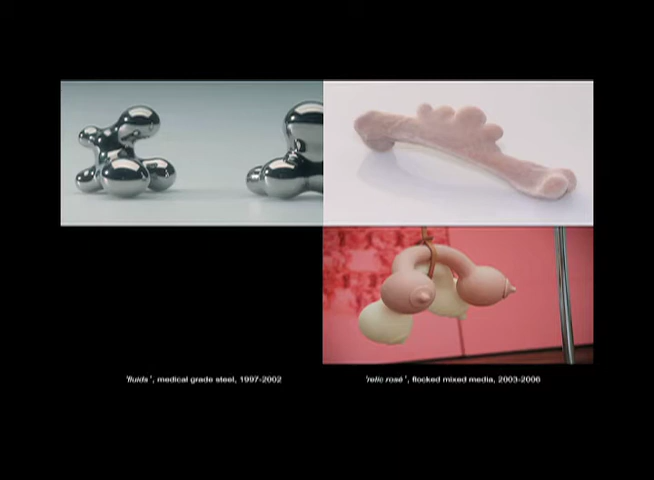 'fluids', medical grade steel, 1997-2002
'relic rosé', flocked mixed media, 2003-2006